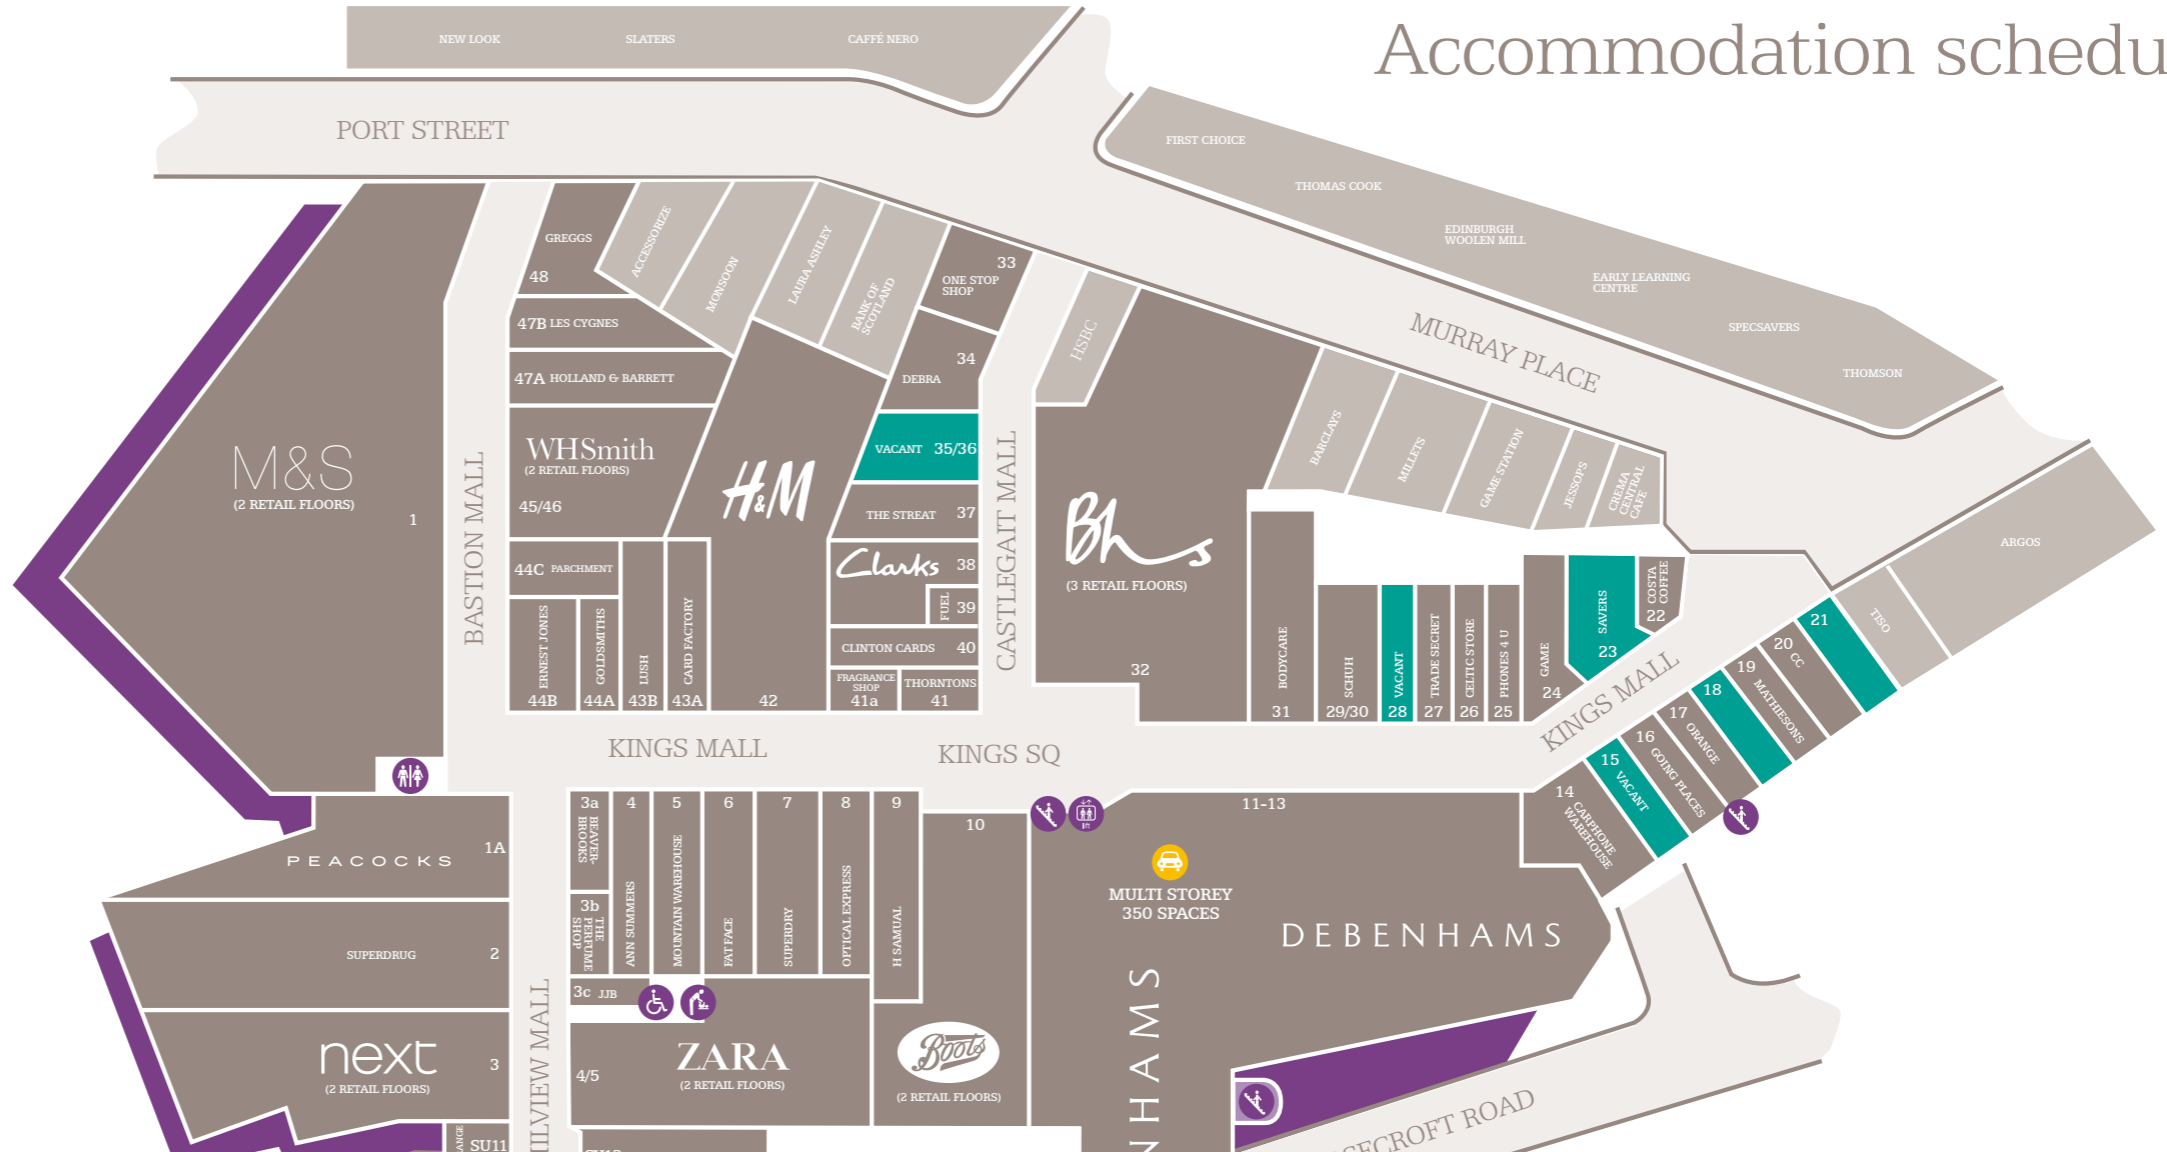 Accommodation schedu
NEW LOOK
SLATERS
CAFFÉ NERO
PORT STREET
FIRST CHOICE
THOMAS COOK
EDINBURGH
WOOLEN MILL
EARLY LEARNING
CENTRE
SPECSAVERS
THOMSON
MURRAY PLACE
ARGOS
TISO
M&S
(2 RETAIL FLOORS)
1
BASTION MALL
GREGGS
48
ACCESSORIZE
MONSOON
LAURA ASHLEY
BANK OF
SCOTLAND
33
ONE STOP
SHOP
47B LES CYGNES
47A HOLLAND & BARRETT
34
DEBRA
WHSmith
(2 RETAIL FLOORS)
45/46
H&M
42
VACANT 35/36
THE STREAT 37
Clarks 38
FUEL 39
CLINTON CARDS 40
FRAGRANCE
SHOP
41a
THORNTONS
41
44C PARCHMENT
ERNEST JONES
44B
GOLDSMITHS
44A
LUSH
43B
CARD FACTORY
43A
CASTLEGAIT MALL
HSBC
Bhs
(3 RETAIL FLOORS)
32
BARCLAYS
MILLETS
GAME STATION
JESSOPS
CREMA
CENTRAL
CAFE
BODYCARE
31
SCHUH
29/30
VACANT
28
TRADE SECRET
27
CELTIC STORE
26
PHONES 4 U
25
GAME
24
SAVERS
23
COSTA
COFFEE
22
KINGS MALL
KINGS SQ
KINGS MALL
21
20
CC
19
MATHIESONS
18
17
ORANGE
16
GOING PLACES
15
VACANT
14
CARPHONE
WAREHOUSE
PEACOCKS
1A
SUPERDRUG
2
next
(2 RETAIL FLOORS)
3
ANGE
SU11
ILVIEW MALL
3a
BEAVER-
BROOKS
3b
THE
PERFUME
SHOP
3c JJB
4
ANN SUMMERS
5
MOUNTAIN WAREHOUSE
6
FAT FACE
7
SUPERDRY
8
OPTICAL EXPRESS
9
H SAMUAL
10
Boots
(2 RETAIL FLOORS)
4/5
ZARA
(2 RETAIL FLOORS)
lift
11-13
MULTI STOREY
350 SPACES
DEBENHAMS
NHAMS
SECROFT ROAD